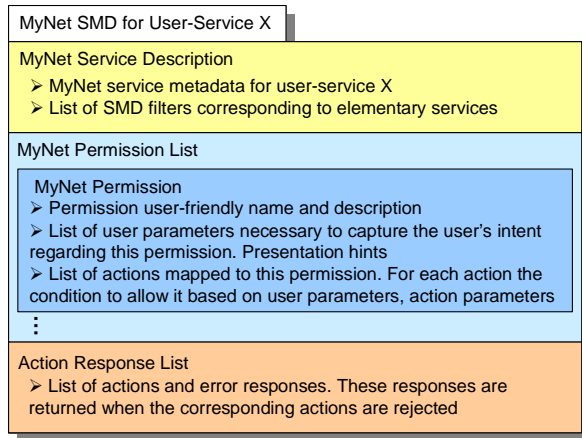 MyNet SMD for User-Service X
MyNet Service Description
➢ MyNet service metadata for user-service X
➢ List of SMD filters corresponding to elementary services
MyNet Permission List
MyNet Permission
➢ Permission user-friendly name and description
➢ List of user parameters necessary to capture the user's intent
regarding this permission. Presentation hints
➢ List of actions mapped to this permission. For each action the
condition to allow it based on user parameters, action parameters
⋮
Action Response List
➢ List of actions and error responses. These responses are
returned when the corresponding actions are rejected